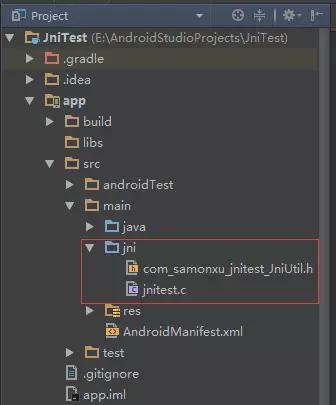 Project
JniTest (E:\AndroidStudioProjects\JniTest)
.gradle
.idea
app
build
libs
src
androidTest
main
java
jni
com_samonxu_jnitest_JniUtil.h
jnitest.c
res
AndroidManifest.xml
test
.gitignore
app.iml